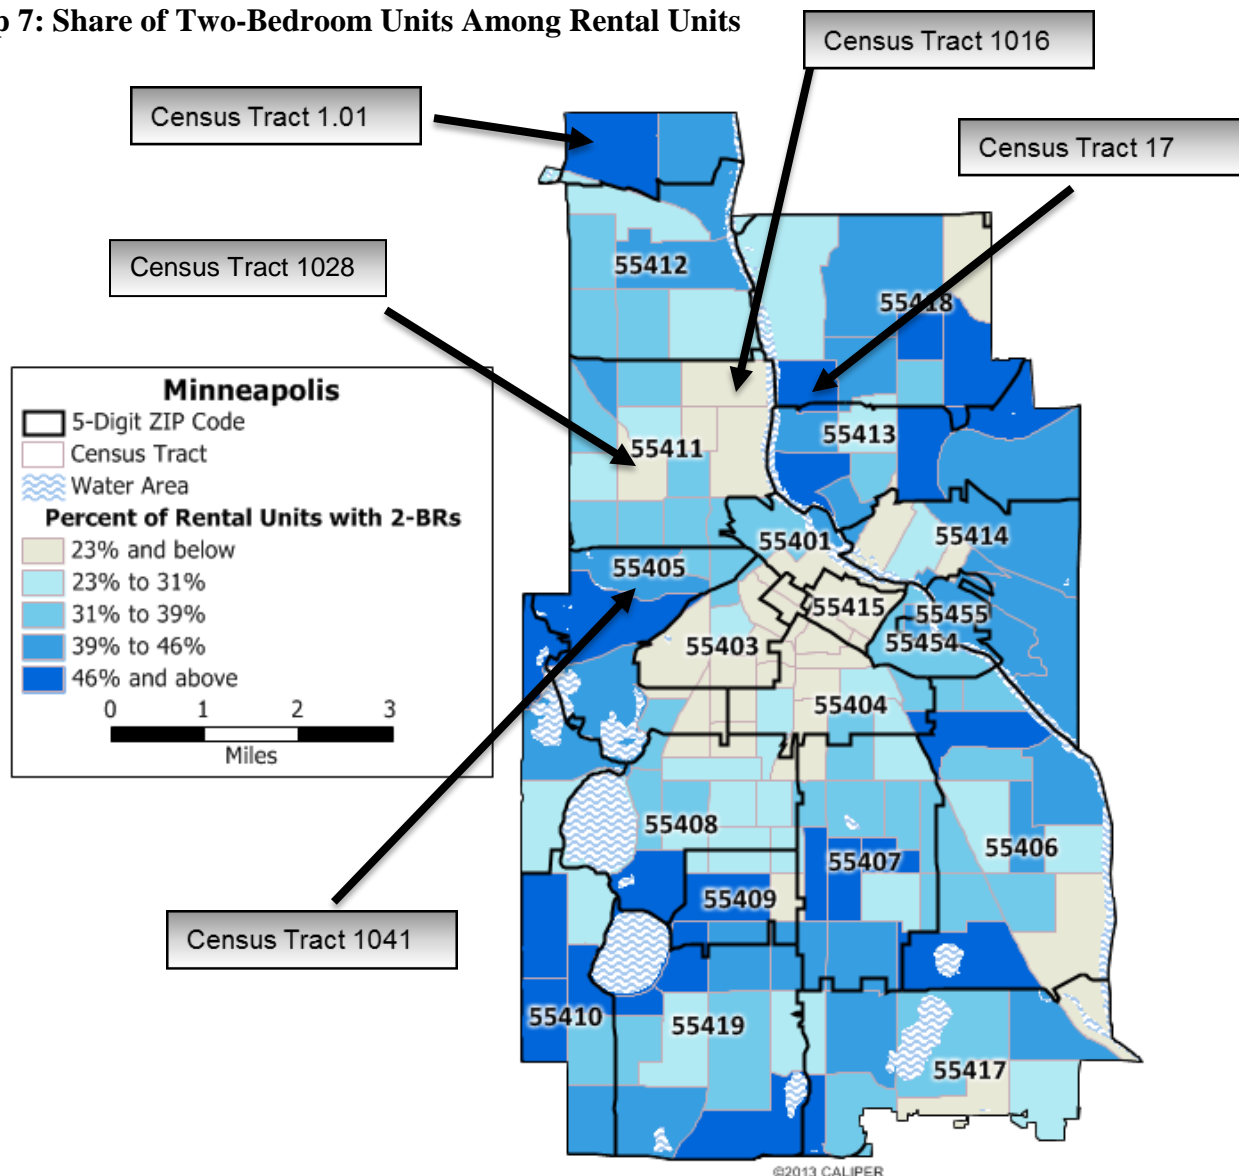 p 7: Share of Two-Bedroom Units Among Rental Units
Census Tract 1016
Census Tract 1.01
Census Tract 17
Census Tract 1028
55412
55418
Minneapolis
5-Digit ZIP Code
Census Tract
Water Area
Percent of Rental Units with 2-BRs
23% and below
23% to 31%
31% to 39%
39% to 46%
46% and above
0 1 2 3
Miles
55411
55413
55401
55414
55405
55415
55455
55403
55454
55404
55408
55407
55406
55409
Census Tract 1041
55410
55419
55417
©2013 CALIPER